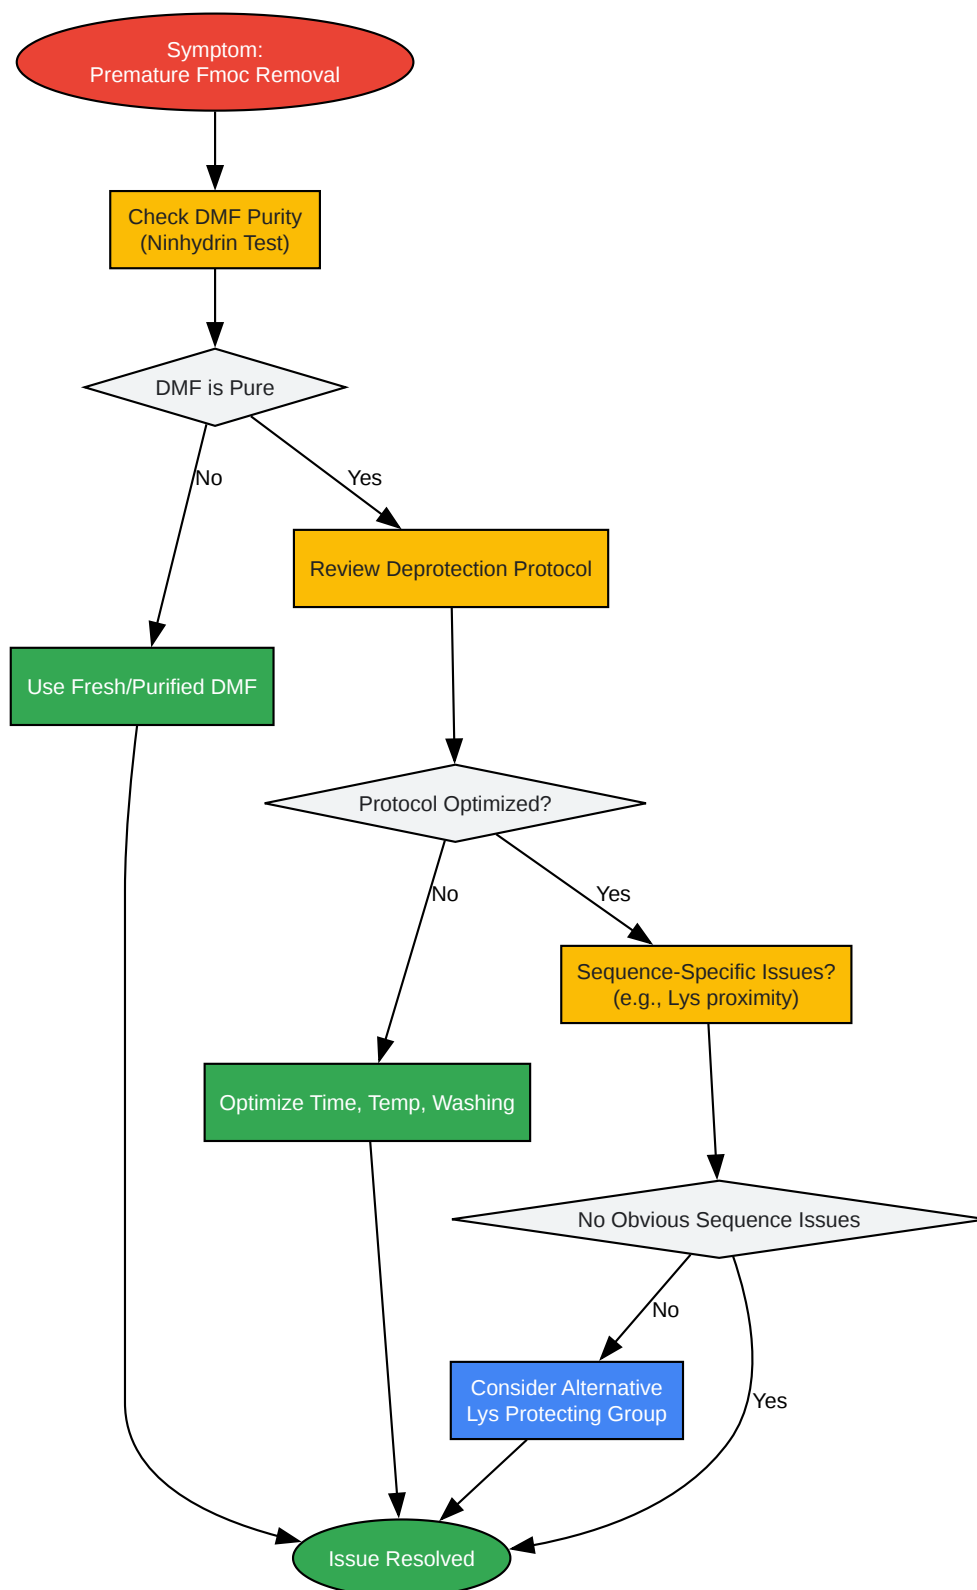 Symptom:
Premature Fmoc Removal
Check DMF Purity
(Ninhydrin Test)
DMF is Pure
No
Yes
Review Deprotection Protocol
Use Fresh/Purified DMF
Protocol Optimized?
No
Yes
Sequence-Specific Issues?
(e.g., Lys proximity)
Optimize Time, Temp, Washing
No Obvious Sequence Issues
No
Consider Alternative
Lys Protecting Group
Yes
Issue Resolved